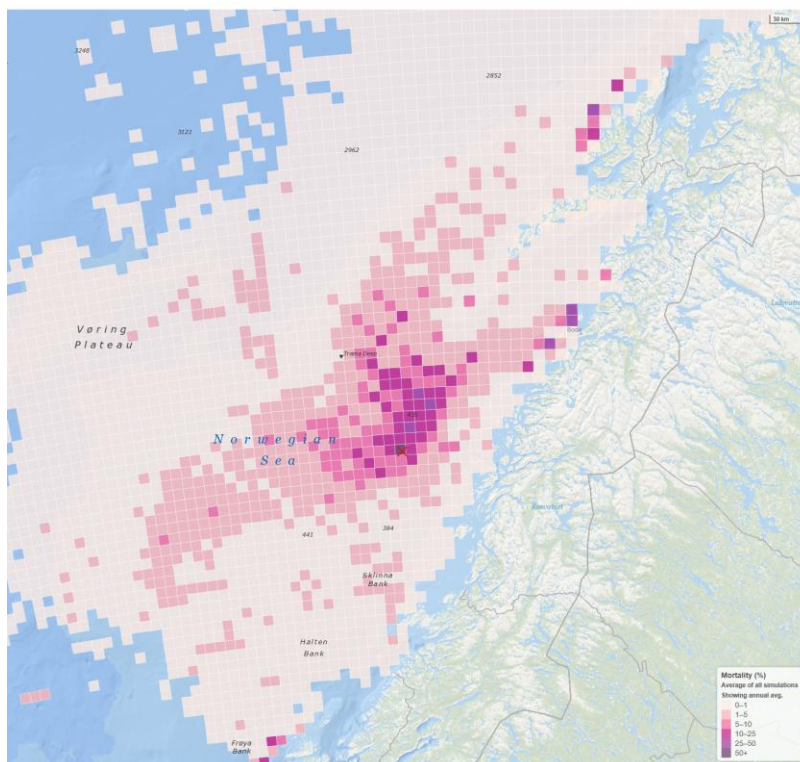 30 km
3248
2852
3123
2962
Vøring
Plateau
Træna Deep
Bodø
Norwegian
Sea
441
384
Sklinna
Bank
Halten
Bank
Frøya
Bank
Mortality (%)
Average of all simulations
Showing annual avg.
0–1
1–5
5–10
10–25
25–50
50+